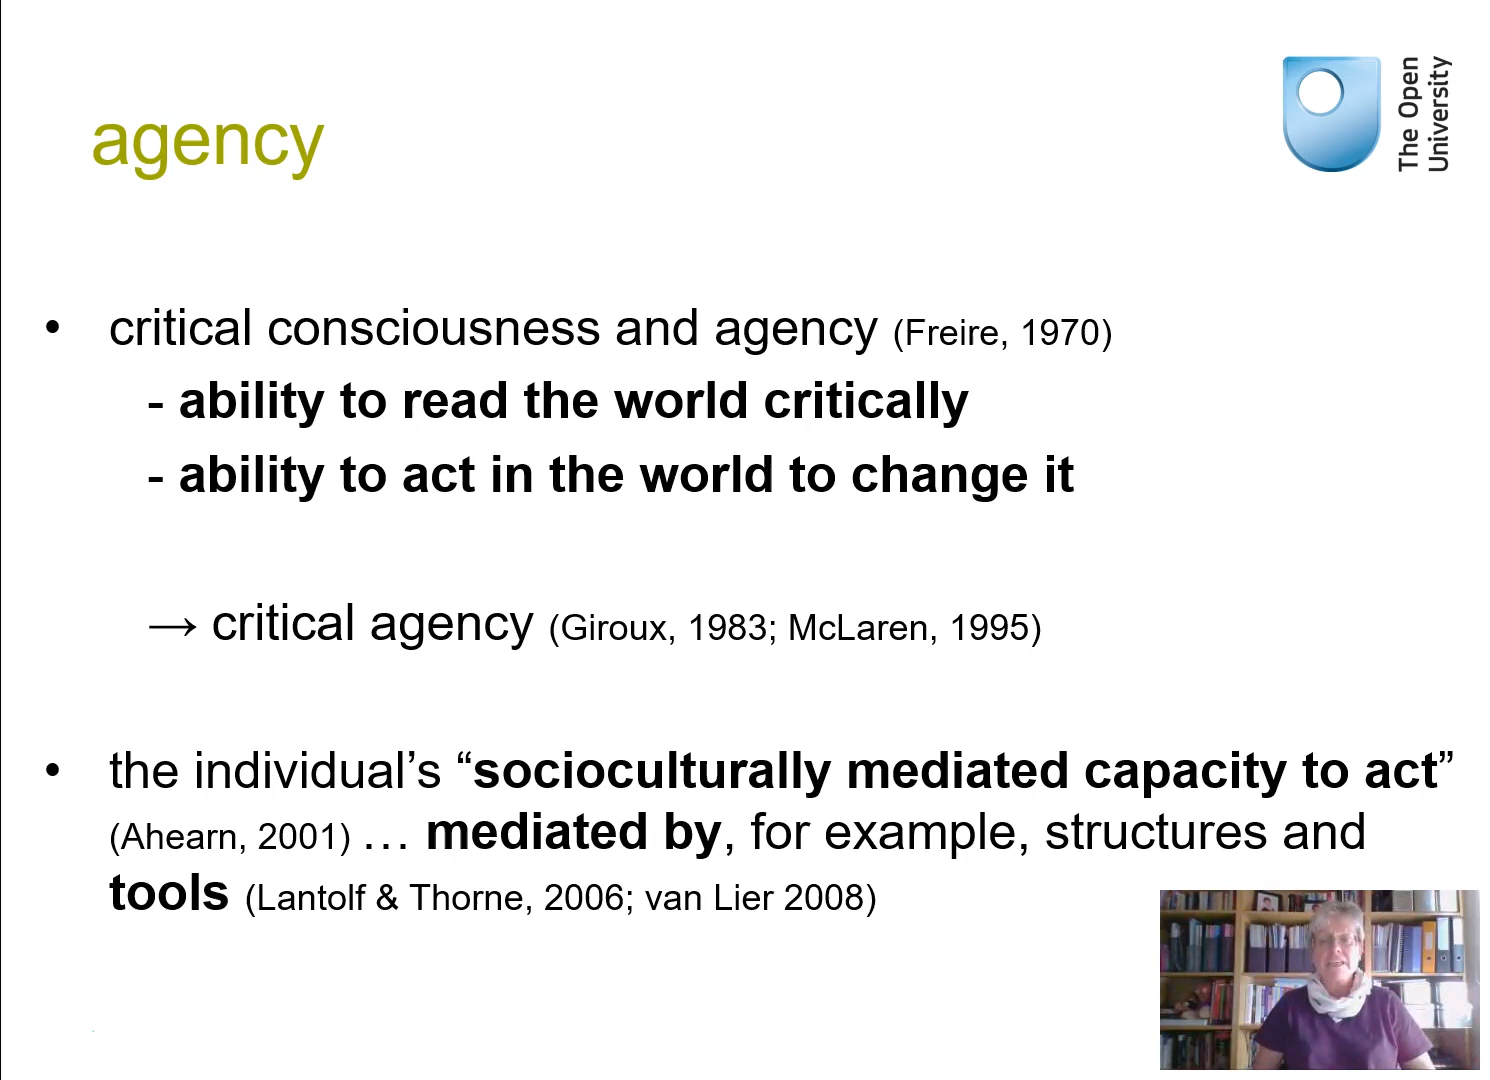 The Open
University
agency
• critical consciousness and agency (Freire, 1970)
- ability to read the world critically
- ability to act in the world to change it
→ critical agency (Giroux, 1983; McLaren, 1995)
• the individual’s “socioculturally mediated capacity to act”
(Ahearn, 2001) … mediated by, for example, structures and
tools (Lantolf & Thorne, 2006; van Lier 2008)